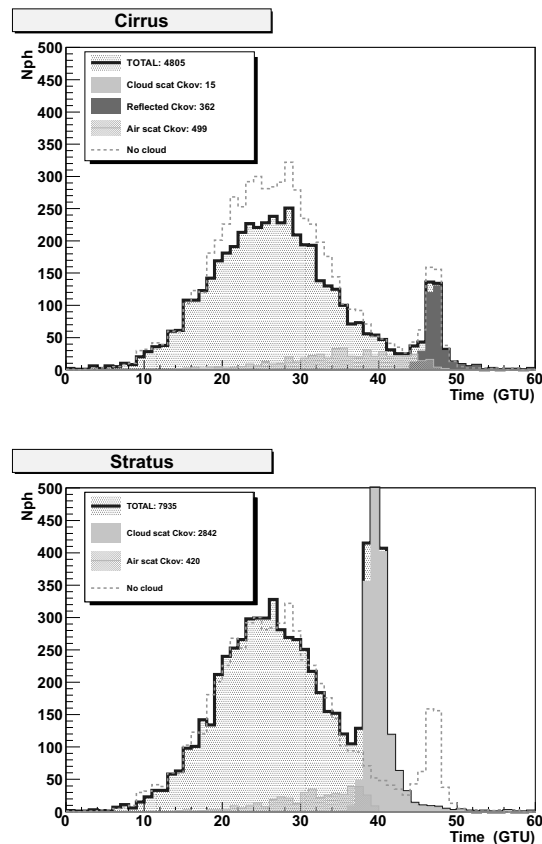 Cirrus
Nph
500
450
400
350
300
250
200
150
100
50
0
TOTAL: 4805
Cloud scat Ckov: 15
Reflected Ckov: 362
Air scat Ckov: 499
No cloud
0 10 20 30 40 50 60
Time (GTU)
Stratus
Nph
500
450
400
350
300
250
200
150
100
50
0
TOTAL: 7935
Cloud scat Ckov: 2842
Air scat Ckov: 420
No cloud
0 10 20 30 40 50 60
Time (GTU)